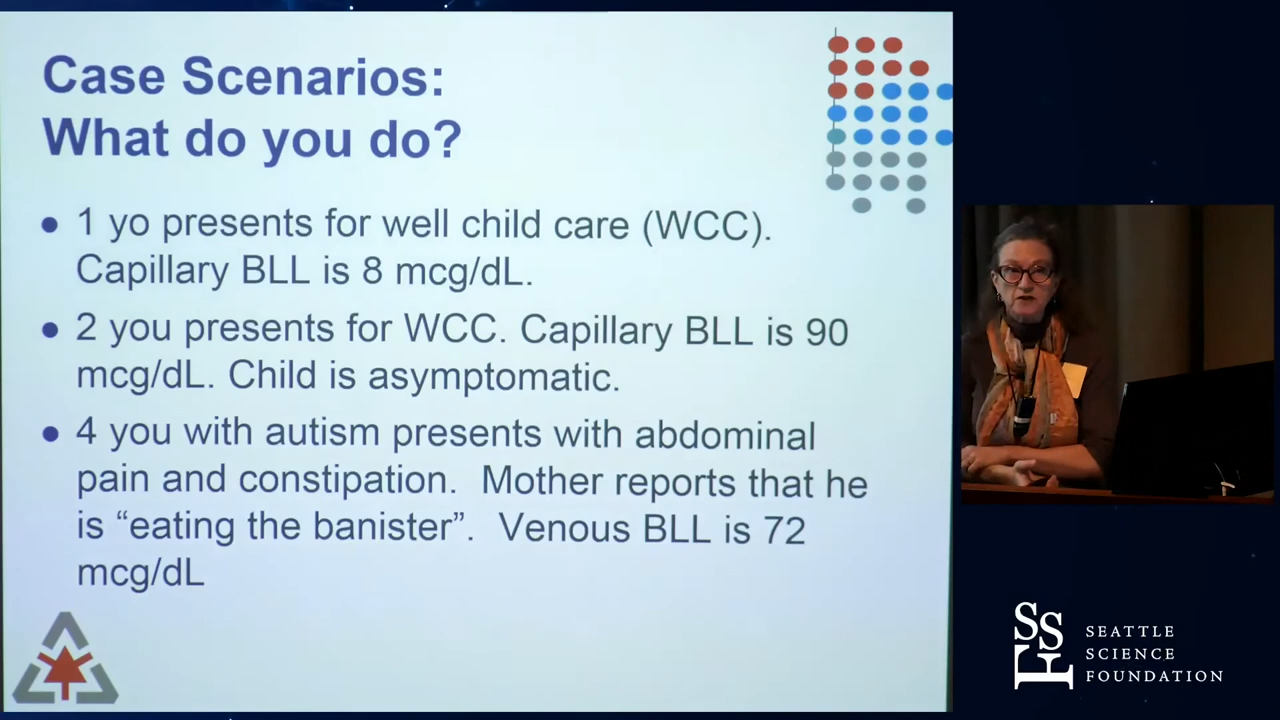 Case Scenarios:
What do you do?
• 1 yo presents for well child care (WCC).
Capillary BLL is 8 mcg/dL.
• 2 you presents for WCC. Capillary BLL is 90
mcg/dL. Child is asymptomatic.
• 4 you with autism presents with abdominal
pain and constipation. Mother reports that he
is “eating the banister”. Venous BLL is 72
mcg/dL
SSF
SEATTLE
SCIENCE
FOUNDATION